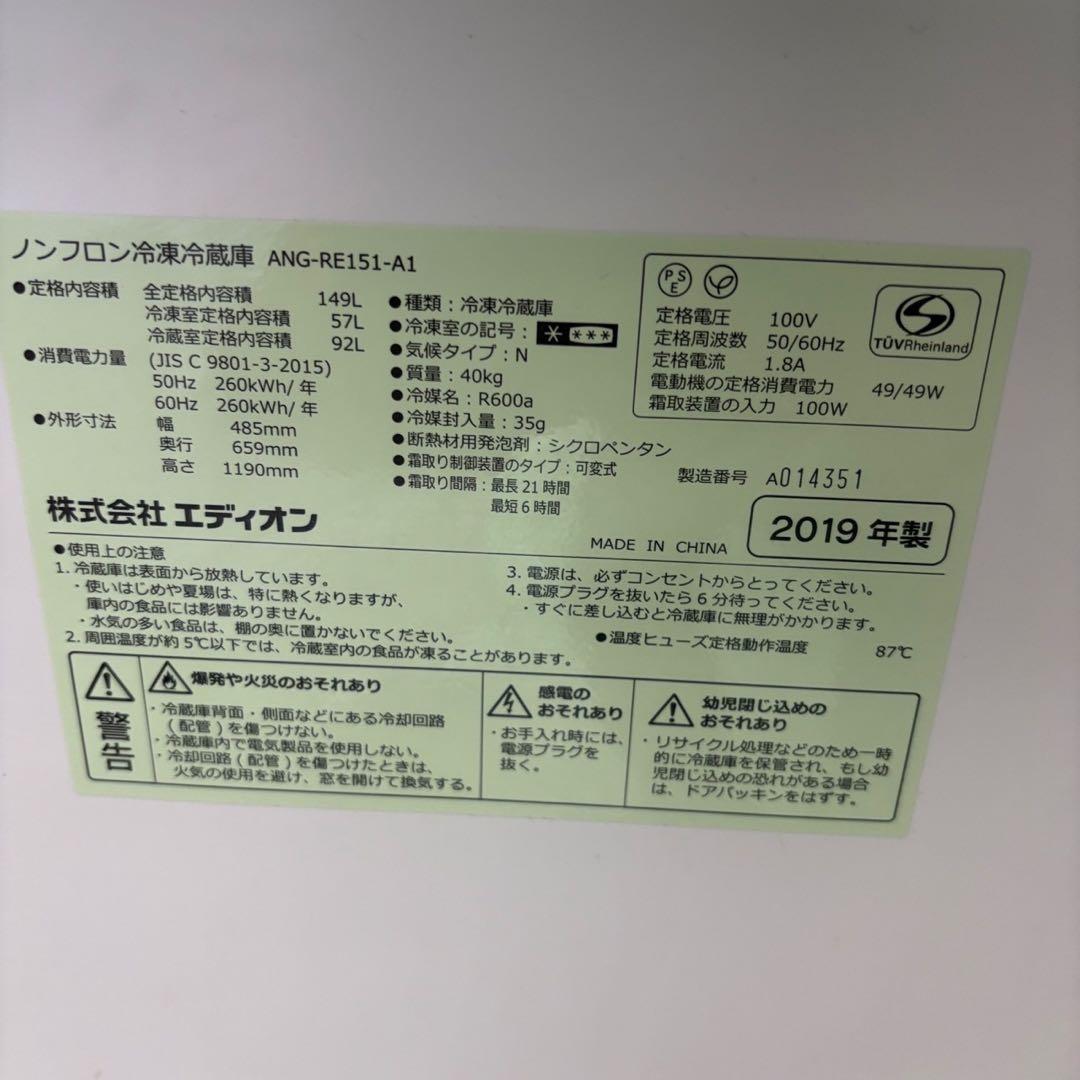 ノンフロン冷凍冷蔵庫 ANG-RE151-A1
●定格内容積 全定格内容積 149L
冷凍室定格内容積 57L
冷蔵室定格内容積 92L
●消費電力量 (JIS C 9801-3-2015)
50Hz 260kWh/年
60Hz 260kWh/年
●外形寸法 幅 485mm
奥行 659mm
高さ 1190mm
●種類：冷凍冷蔵庫
●冷凍室の記号：* ***
●気候タイプ：N
●質量：40kg
●冷媒名：R600a
●冷媒封入量：35g
●断熱材用発泡剤：シクロペンタン
●霜取り制御装置のタイプ：可変式
●霜取り間隔：最長21時間
最短6時間
PSE
定格電圧 100V
定格周波数 50/60Hz
定格電流 1.8A
電動機の定格消費電力 49/49W
霜取装置の入力 100W
TÜVRheinland
製造番号 A014351
株式会社エディオン
MADE IN CHINA
2019年製
●使用上の注意
1. 冷蔵庫は表面から放熱しています。
・使いはじめや夏場は、特に熱くなりますが、
庫内の食品には影響ありません。
・水気の多い食品は、棚の奥に置かないでください。
2. 周囲温度が約5℃以下では、冷蔵室内の食品が凍ることがあります。
3. 電源は、必ずコンセントからとってください。
4. 電源プラグを抜いたら6分待ってください。
・すぐに差し込むと冷蔵庫に無理がかかります。
●温度ヒューズ定格動作温度 87℃
警告
爆発や火災のおそれあり
・冷蔵庫背面・側面などにある冷却回路
(配管)を傷つけない。
・冷蔵庫内で電気製品を使用しない。
・冷却回路(配管)を傷つけたときは、
火気の使用を避け、窓を開けて換気する。
感電の
おそれあり
・お手入れ時には、
電源プラグを
抜く。
幼児閉じ込めの
おそれあり
・リサイクル処理などのため一時
的に冷蔵庫を保管され、もし幼
児閉じ込めの恐れがある場合
は、ドアパッキンをはずす。